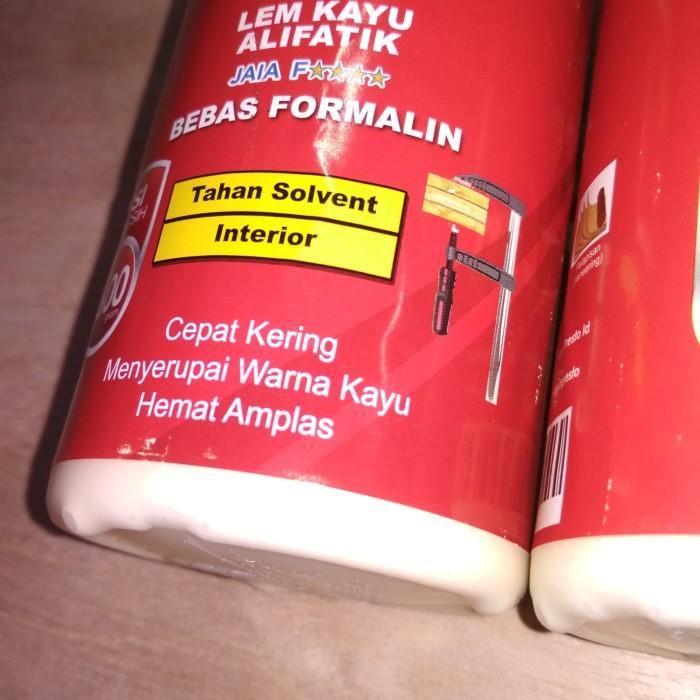 LEM KAYU
ALIFATIK
JAIA F☆☆☆☆
BEBAS FORMALIN
Tahan Solvent
Interior
Cepat Kering
Menyerupai Warna Kayu
Hemat Amplas